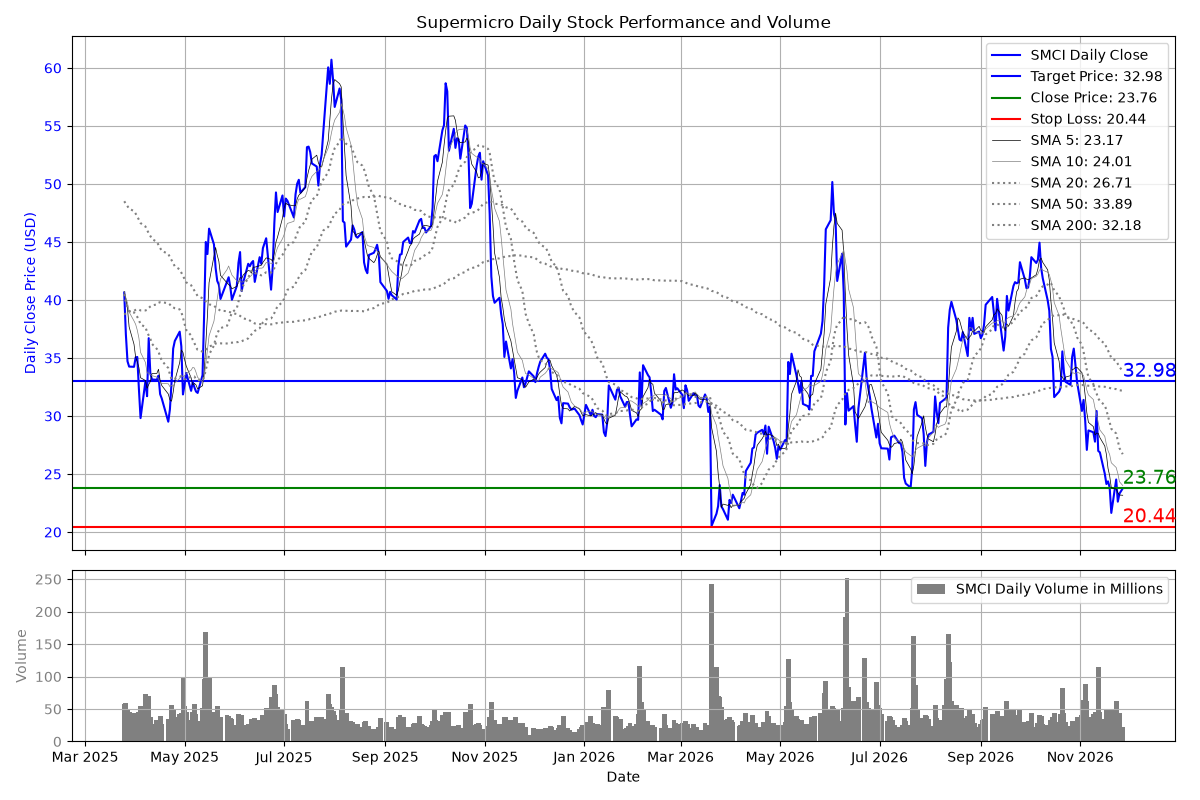 Supermicro Daily Stock Performance and Volume
Daily Close Price (USD)
60
55
50
45
40
35
30
25
20
SMCI Daily Close
Target Price: 32.98
Close Price: 23.76
Stop Loss: 20.44
SMA 5: 23.17
SMA 10: 24.01
SMA 20: 26.71
SMA 50: 33.89
SMA 200: 32.18
32.98
23.76
20.44
Volume
250
200
150
100
50
0
SMCI Daily Volume in Millions
Mar 2025 May 2025 Jul 2025 Sep 2025 Nov 2025 Jan 2026 Mar 2026 May 2026 Jul 2026 Sep 2026 Nov 2026
Date